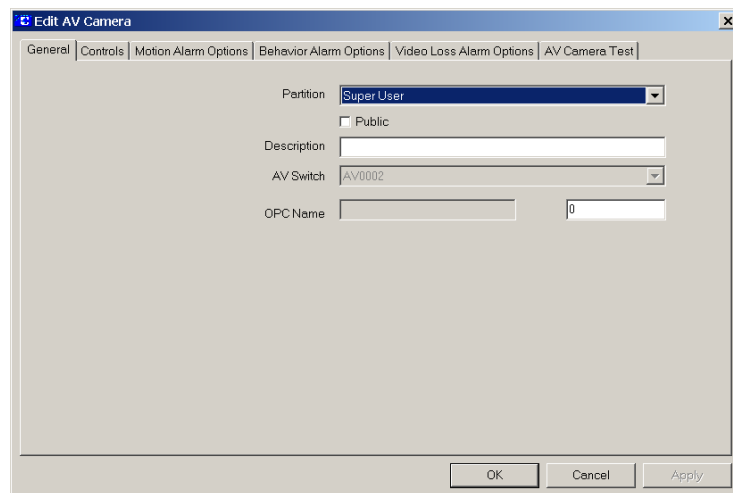 Edit AV Camera
General Controls Motion Alarm Options Behavior Alarm Options Video Loss Alarm Options AV Camera Test
Partition Super User
Public
Description
AV Switch AV0002
OPC Name 0
OK Cancel Apply